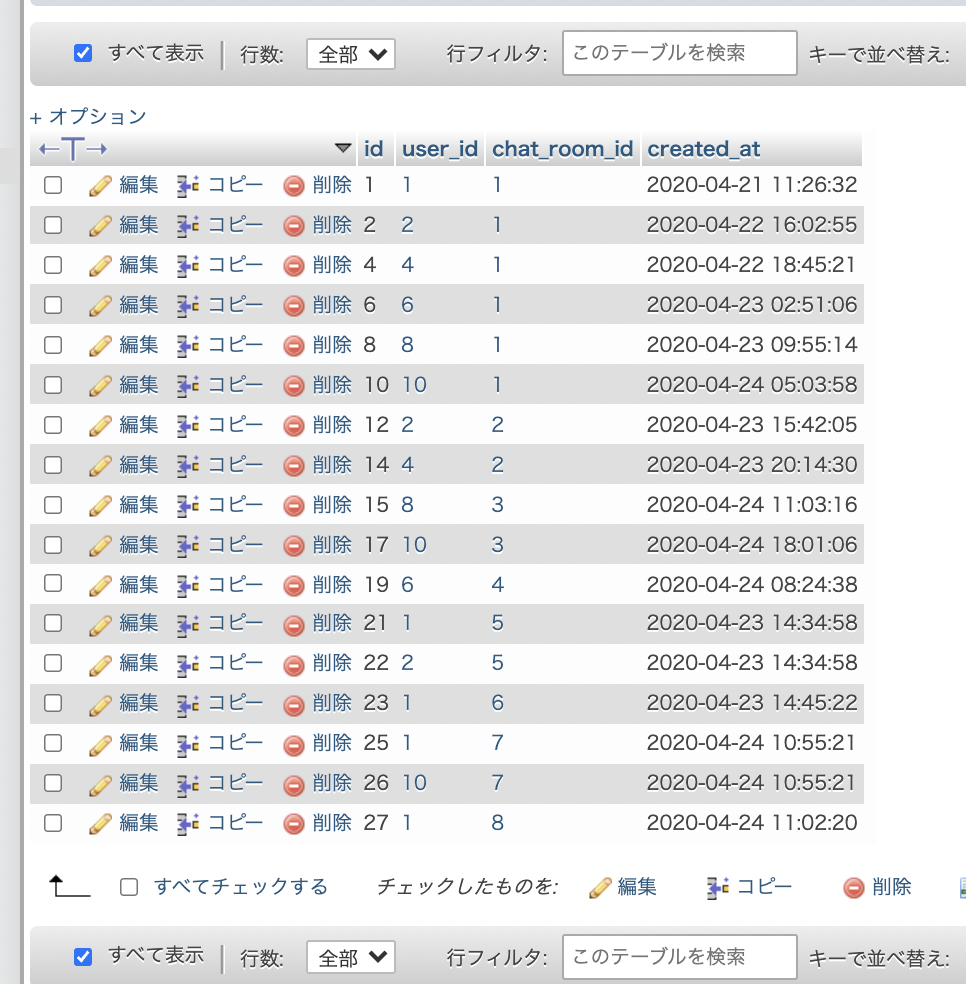 すべて表示 | 行数: 全部 行フィルタ: このテーブルを検索 キーで並べ替え:
+ オプション
←T→ id user_id chat_room_id created_at
編集 コピー 削除 1 1 1 2020-04-21 11:26:32
編集 コピー 削除 2 2 1 2020-04-22 16:02:55
編集 コピー 削除 4 4 1 2020-04-22 18:45:21
編集 コピー 削除 6 6 1 2020-04-23 02:51:06
編集 コピー 削除 8 8 1 2020-04-23 09:55:14
編集 コピー 削除 10 10 1 2020-04-24 05:03:58
編集 コピー 削除 12 2 2 2020-04-23 15:42:05
編集 コピー 削除 14 4 2 2020-04-23 20:14:30
編集 コピー 削除 15 8 3 2020-04-24 11:03:16
編集 コピー 削除 17 10 3 2020-04-24 18:01:06
編集 コピー 削除 19 6 4 2020-04-24 08:24:38
編集 コピー 削除 21 1 5 2020-04-23 14:34:58
編集 コピー 削除 22 2 5 2020-04-23 14:34:58
編集 コピー 削除 23 1 6 2020-04-23 14:45:22
編集 コピー 削除 25 1 7 2020-04-24 10:55:21
編集 コピー 削除 26 10 7 2020-04-24 10:55:21
編集 コピー 削除 27 1 8 2020-04-24 11:02:20
すべてチェックする チェックしたものを: 編集 コピー 削除
すべて表示 | 行数: 全部 行フィルタ: このテーブルを検索 キーで並べ替え: